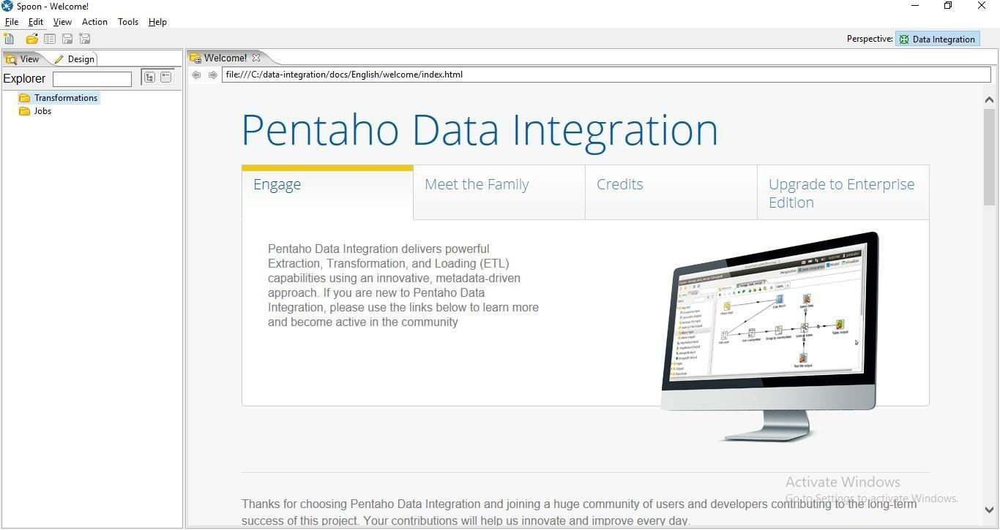 Spoon - Welcome!
File Edit View Action Tools Help
Perspective: Data Integration
View Design
Welcome!
Explorer
file:///C:/data-integration/docs/English/welcome/index.html
Transformations
Jobs
Pentaho Data Integration
Engage
Meet the Family
Credits
Upgrade to Enterprise
Edition
Pentaho Data Integration delivers powerful
Extraction, Transformation, and Loading (ETL)
capabilities using an innovative, metadata-driven
approach. If you are new to Pentaho Data
Integration, please use the links below to learn more
and become active in the community
Activate Windows
Go to Settings to activate Windows.
Thanks for choosing Pentaho Data Integration and joining a huge community of users and developers contributing to the long-term
success of this project. Your contributions will help us innovate and improve every day.